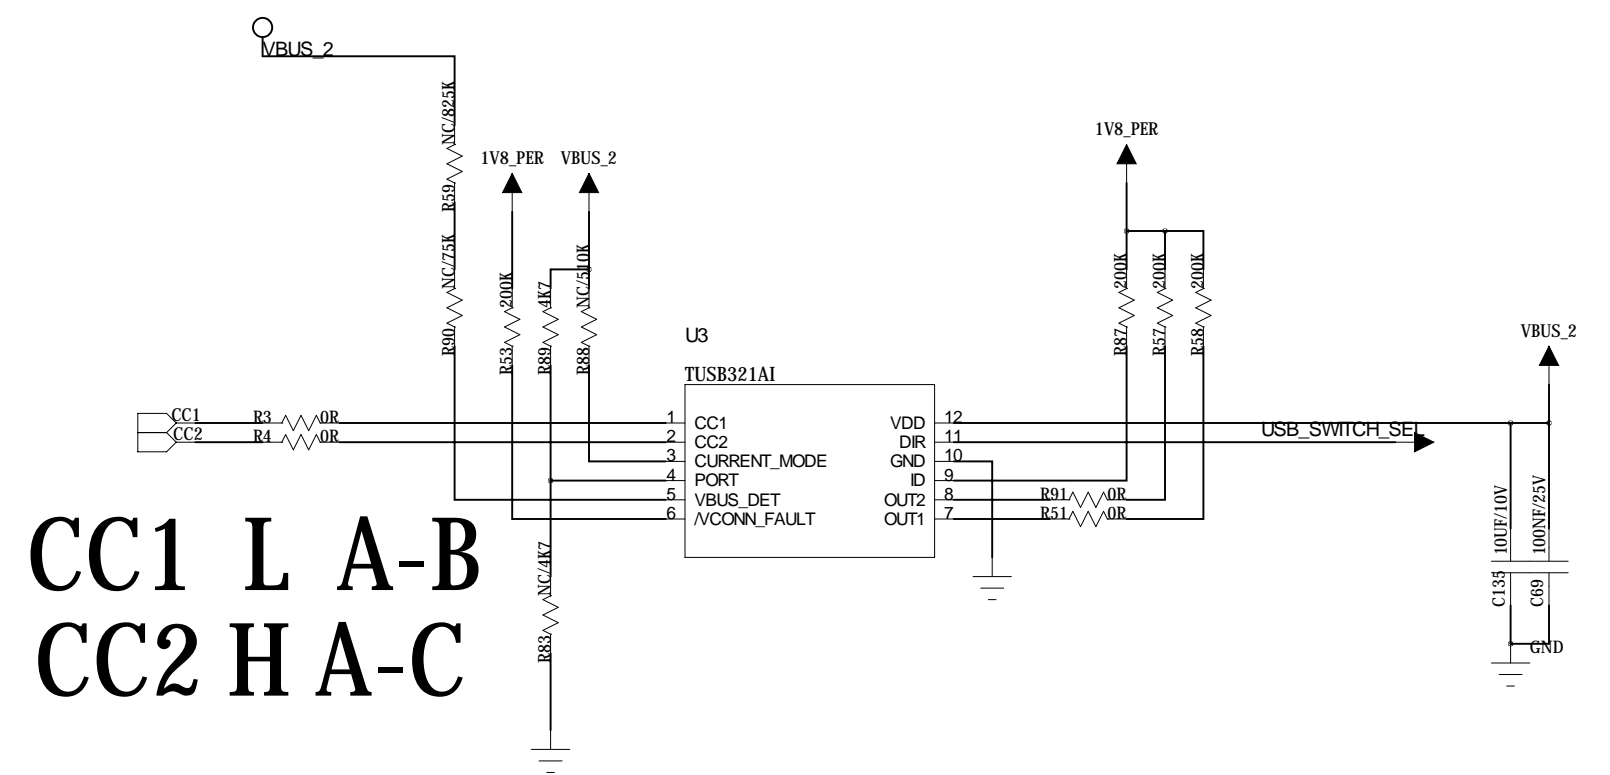 VBUS_2
NC/825K
R59
NC/75K
R90
1V8_PER
VBUS_2
200K
R53
4K7
R89
NC/510K
R88
1V8_PER
200K
R87
200K
R57
200K
R58
VBUS_2
U3
TUSB321AI
CC1
R3
0R
CC2
R4
0R
1 CC1
2 CC2
3 CURRENT_MODE
4 PORT
5 VBUS_DET
6 /VCONN_FAULT
VDD 12
DIR 11
GND 10
ID 9
OUT2 8
OUT1 7
USB_SWITCH_SEL
R91
0R
R51
0R
10UF/10V
C135
100NF/25V
C69
GND
NC/4K7
R83
CC1 L A-B
CC2 H A-C